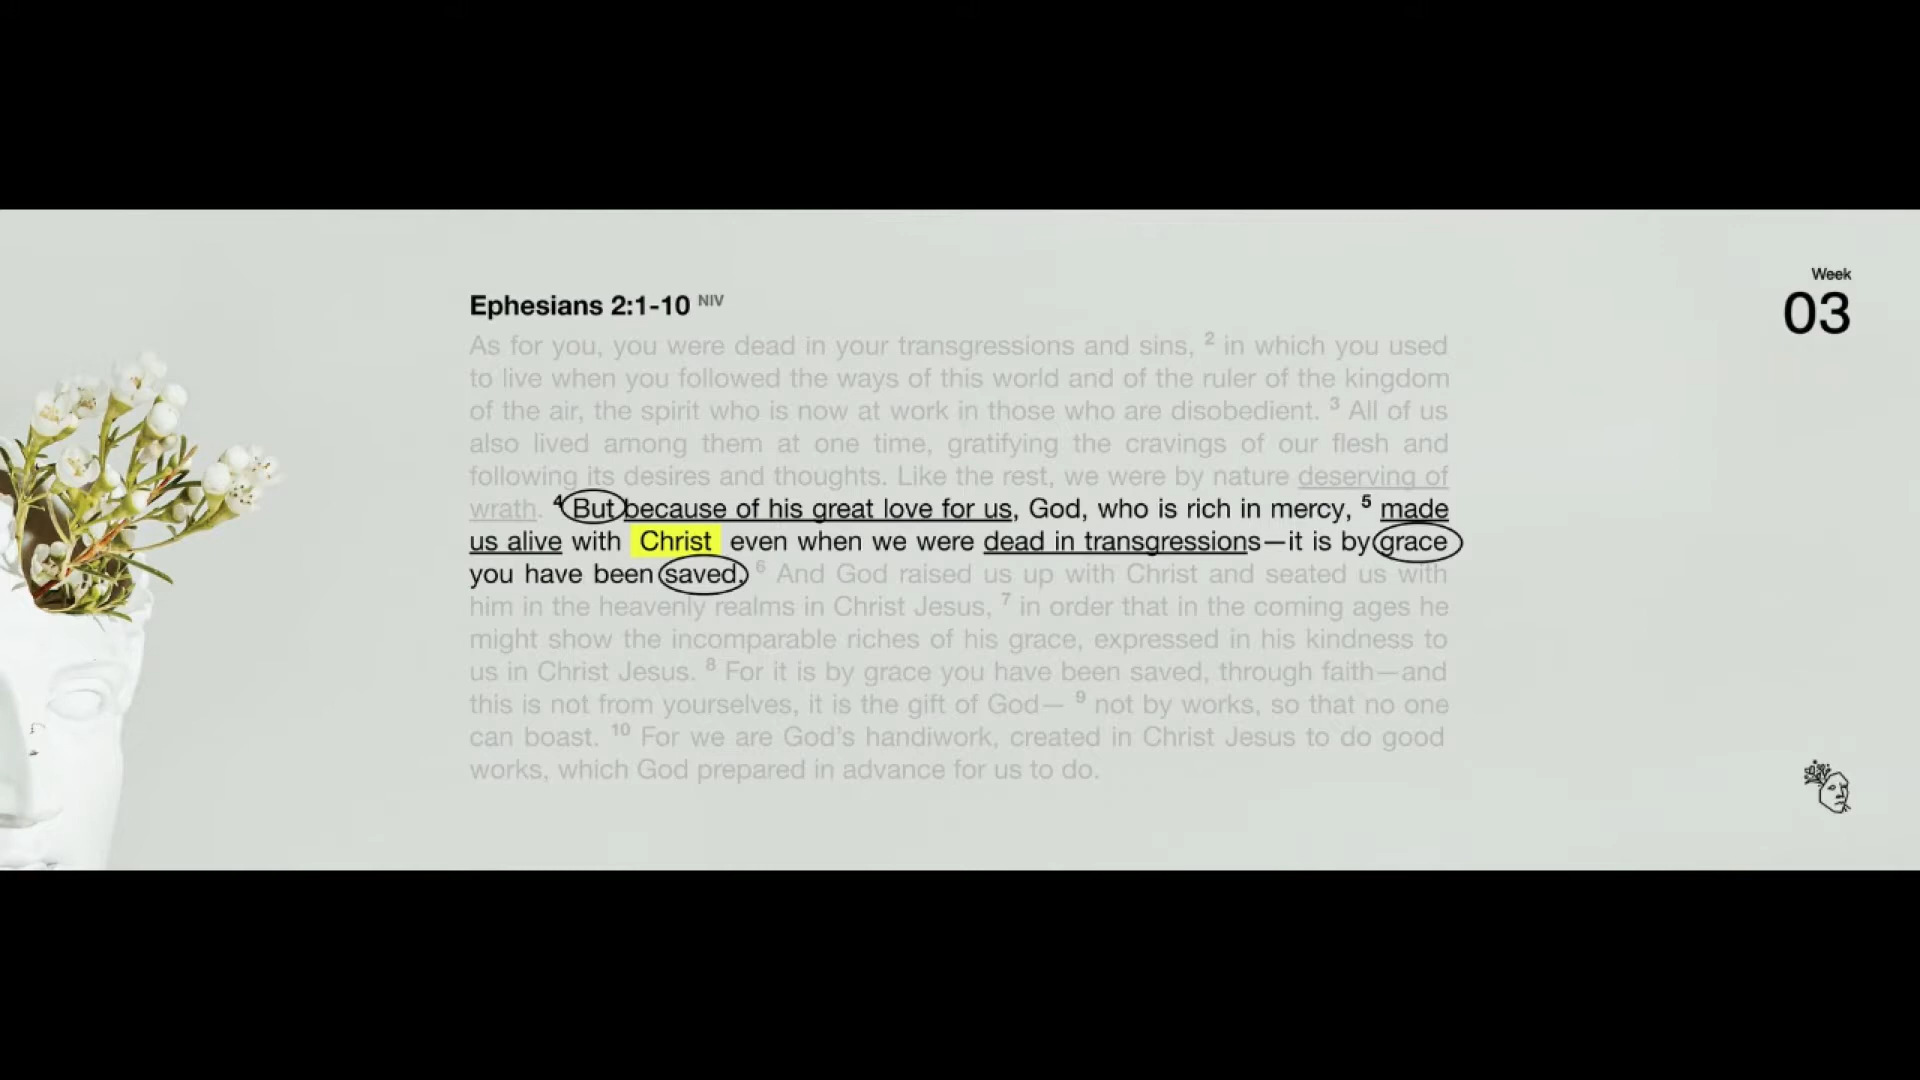 Week
03
Ephesians 2:1-10 NIV
As for you, you were dead in your transgressions and sins, 2 in which you used
to live when you followed the ways of this world and of the ruler of the kingdom
of the air, the spirit who is now at work in those who are disobedient. 3 All of us
also lived among them at one time, gratifying the cravings of our flesh and
following its desires and thoughts. Like the rest, we were by nature deserving of
wrath. 4 But because of his great love for us, God, who is rich in mercy, 5 made
us alive with Christ even when we were dead in transgressions—it is by grace
you have been saved. 6 And God raised us up with Christ and seated us with
him in the heavenly realms in Christ Jesus, 7 in order that in the coming ages he
might show the incomparable riches of his grace, expressed in his kindness to
us in Christ Jesus. 8 For it is by grace you have been saved, through faith—and
this is not from yourselves, it is the gift of God— 9 not by works, so that no one
can boast. 10 For we are God's handiwork, created in Christ Jesus to do good
works, which God prepared in advance for us to do.